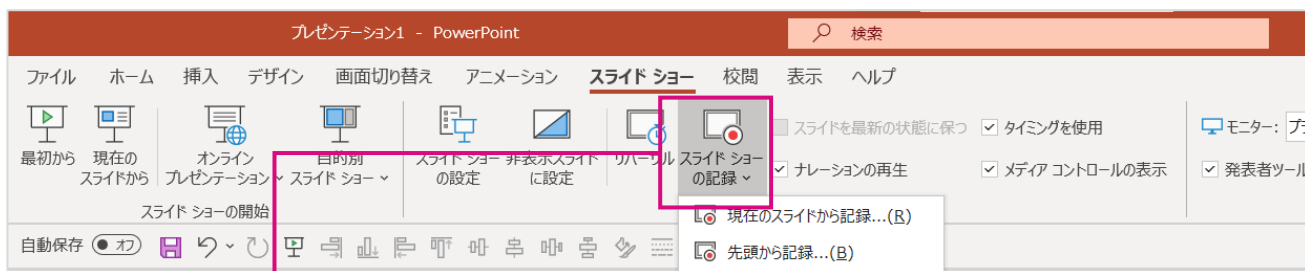 プレゼンテーション1 - PowerPoint
検索
ファイル ホーム 挿入 デザイン 画面切り替え アニメーション スライド ショー 校閲 表示 ヘルプ
最初から
現在の
スライドから
オンライン
プレゼンテーション
目的別
スライド ショー
スライド ショー
の設定
非表示スライド
に設定
リハーサル
スライド ショー
の記録
スライドを最新の状態に保つ
タイミングを使用
ナレーションの再生
メディア コントロールの表示
モニター:
発表者ツール
スライド ショーの開始
現在のスライドから記録...(R)
先頭から記録...(B)
自動保存 オフ